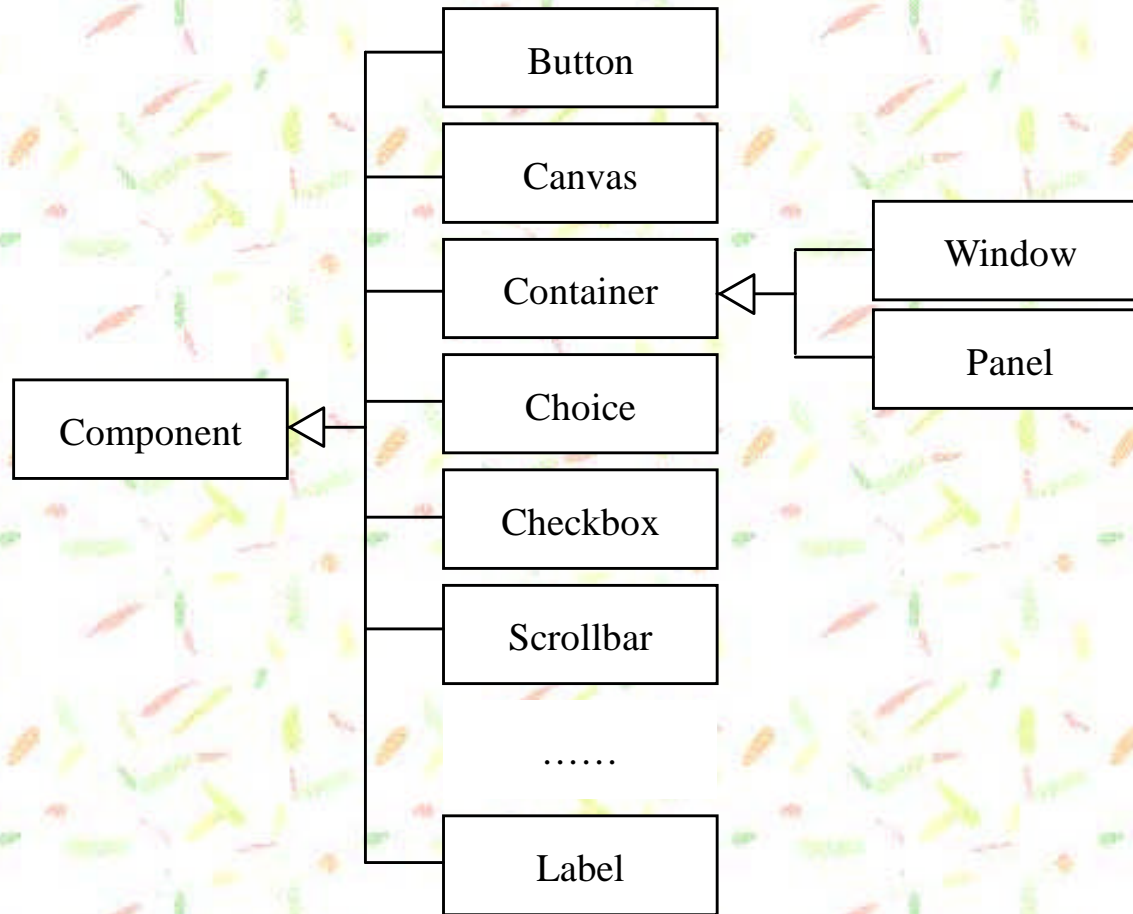 Button
Canvas
Window
Container
Panel
Choice
Component
Checkbox
Scrollbar
……
Label